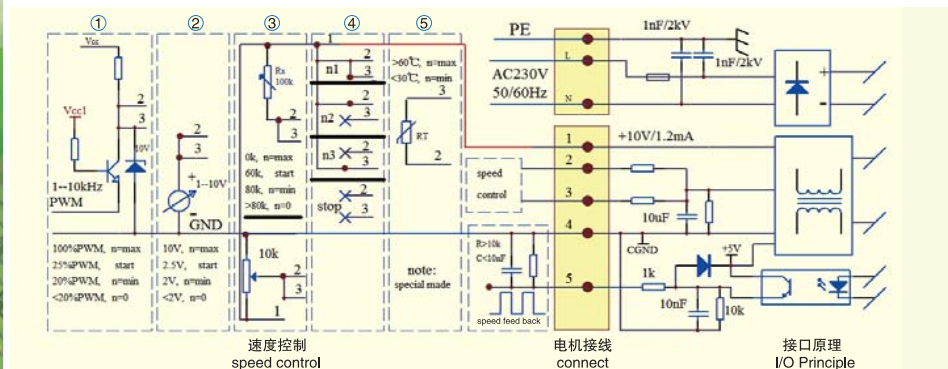 ①
Vcc
2
3
Vcc1
10V
1--10kHz
PWM
100%PWM, n=max
25%PWM, start
20%PWM, n=min
<20%PWM, n=0
②
2
3
+
1--10V
-
GND
10V, n=max
2.5V, start
2V, n=min
<2V, n=0
③
Rs
100k
2
3
0k, n=max
60k, start
80k, n=min
>80k, n=0
10k
2
3
1
④
1
n1
2
3
n2
2
3
n3
2
3
stop
2
3
⑤
>60℃, n=max
<30℃, n=min
3
RT
2
note:
special made
速度控制
speed control
speed
control
R>10k
C<10nF
speed feed back
PE
L
AC230V
50/60Hz
N
1
2
3
4
5
电机接线
connect
1nF/2kV
1nF/2kV
+
-
+10V/1.2mA
10uF
CGND
+5V
1k
10nF
10k
接口原理
I/O Principle